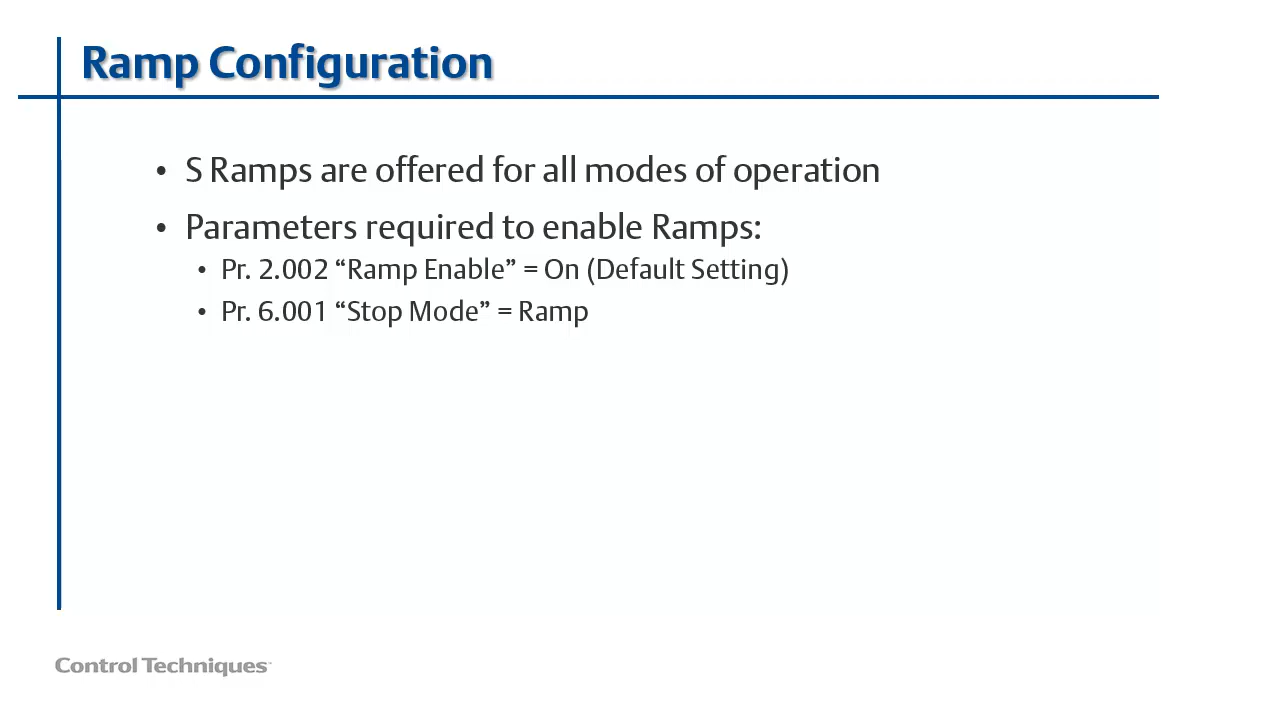 Ramp Configuration
• S Ramps are offered for all modes of operation
• Parameters required to enable Ramps:
• Pr. 2.002 “Ramp Enable” = On (Default Setting)
• Pr. 6.001 “Stop Mode” = Ramp
Control Techniques™